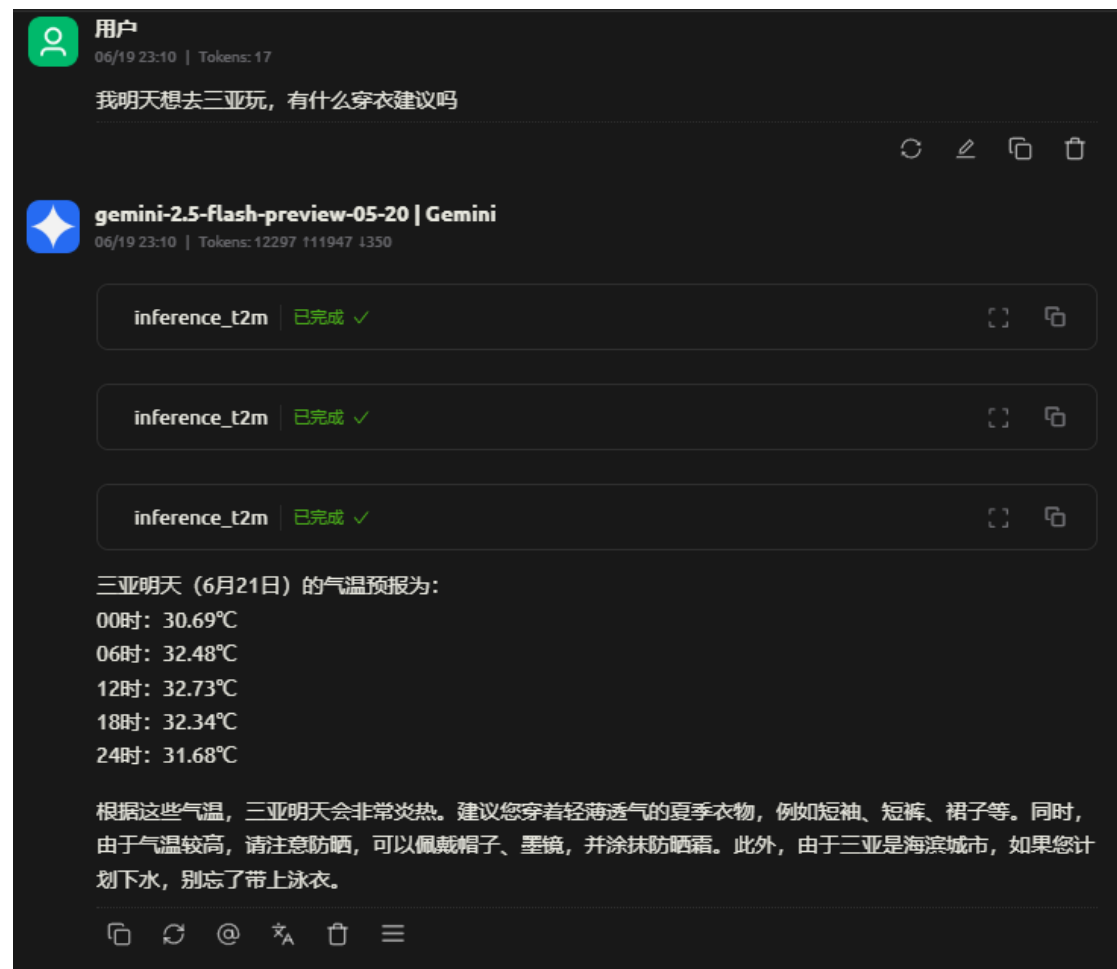 用户
06/19 23:10 | Tokens: 17
我明天想去三亚玩，有什么穿衣建议吗
gemini-2.5-flash-preview-05-20 | Gemini
06/19 23:10 | Tokens: 12297 ↑11947 ↓350
inference_t2m 已完成 ✓
inference_t2m 已完成 ✓
inference_t2m 已完成 ✓
三亚明天（6月21日）的气温预报为：
00时：30.69℃
06时：32.48℃
12时：32.73℃
18时：32.34℃
24时：31.68℃
根据这些气温，三亚明天会非常炎热。建议您穿着轻薄透气的夏季衣物，例如短袖、短裤、裙子等。同时，
由于气温较高，请注意防晒，可以佩戴帽子、墨镜，并涂抹防晒霜。此外，由于三亚是海滨城市，如果您计
划下水，别忘了带上泳衣。